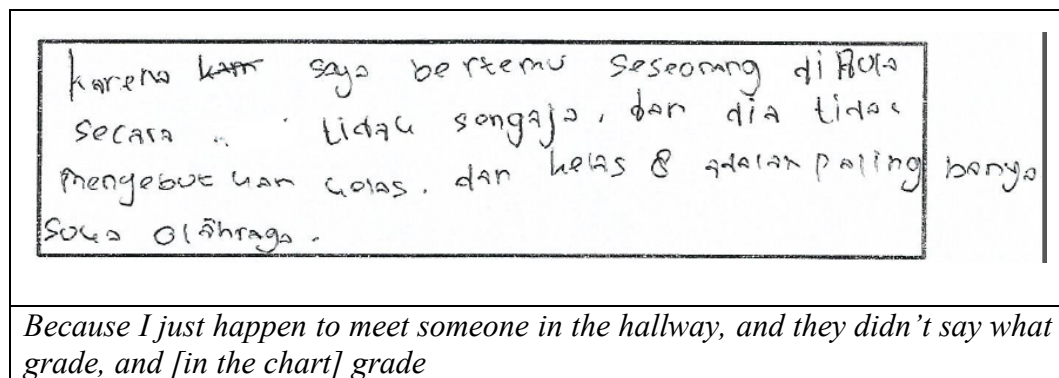 karena kam saya bertemu seseorang di Aula
secara tidak sengaja, dan dia tidak
mengebutkan kelas. dan kelas 8 adalah paling banya
suka olahraga.
Because I just happen to meet someone in the hallway, and they didn't say what
grade, and [in the chart] grade